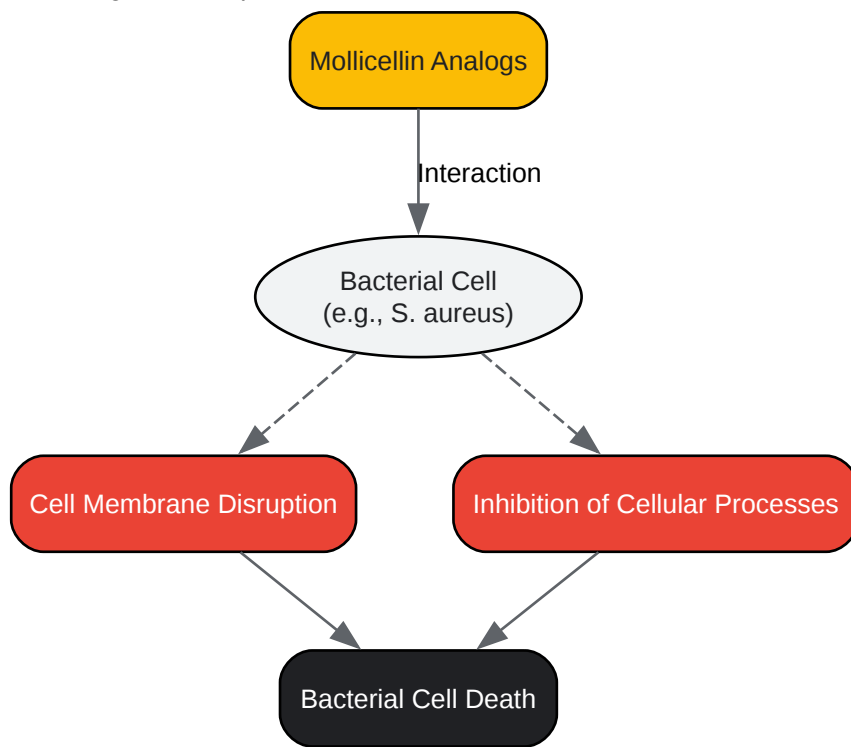 Mollicellin Analogs
Interaction
Bacterial Cell
(e.g., S. aureus)
Cell Membrane Disruption
Inhibition of Cellular Processes
Bacterial Cell Death